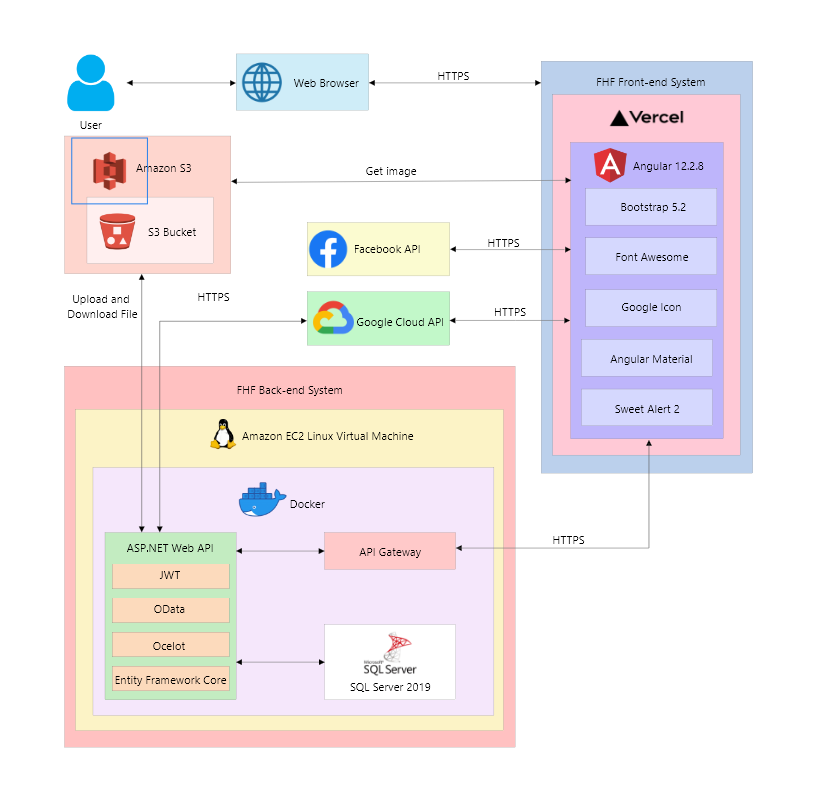 User
Web Browser
HTTPS
FHF Front-end System
Vercel
Angular 12.2.8
Bootstrap 5.2
Font Awesome
Google Icon
Angular Material
Sweet Alert 2
Amazon S3
S3 Bucket
Get image
Facebook API
HTTPS
Google Cloud API
HTTPS
HTTPS
Upload and
Download File
FHF Back-end System
Amazon EC2 Linux Virtual Machine
Docker
ASP.NET Web API
JWT
OData
Ocelot
Entity Framework Core
API Gateway
HTTPS
Microsoft
SQL Server
SQL Server 2019